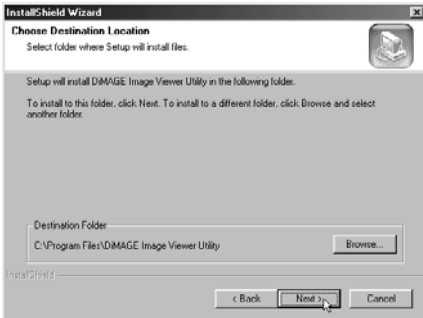 InstallShield Wizard
Choose Destination Location
Select folder where Setup will install files.
Setup will install DiMAGE Image Viewer Utility in the following folder.
To install to this folder, click Next. To install to a different folder, click Browse and select
another folder.
Destination Folder
C:\Program Files\DiMAGE Image Viewer Utility
Browse...
InstallShield
< Back
Next >
Cancel